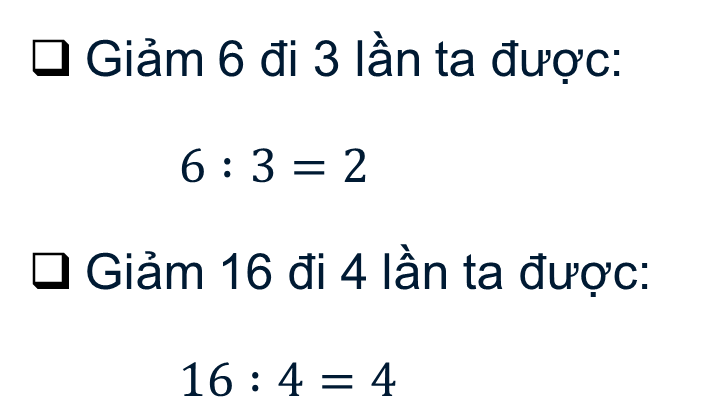 ❑ Giảm 6 đi 3 lần ta được:
6 : 3 = 2
❑ Giảm 16 đi 4 lần ta được:
16 : 4 = 4